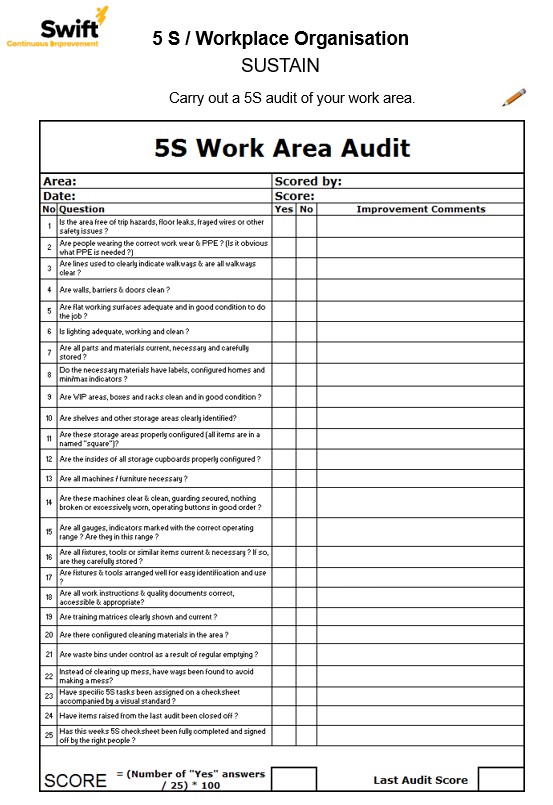 Swift
Continuous Improvement
5 S / Workplace Organisation
SUSTAIN
Carry out a 5S audit of your work area.
5S Work Area Audit
Area: Scored by:
Date: Score:
No Question Yes No Improvement Comments
1 Is the area free of trip hazards, floor leaks, frayed wires or other
safety issues ?
2 Are people wearing the correct work wear & PPE ? (Is it obvious
what PPE is needed ?)
3 Are lines used to clearly indicate walkways & are all walkways
clear ?
4 Are walls, barriers & doors clean ?
5 Are flat working surfaces adequate and in good condition to do
the job ?
6 Is lighting adequate, working and clean ?
7 Are all parts and materials current, necessary and carefully
stored ?
8 Do the necessary materials have labels, configured homes and
min/max indicators ?
9 Are WIP areas, boxes and racks clean and in good condition ?
10 Are shelves and other storage areas clearly identified?
11 Are these storage areas properly configured (all items are in a
named "square")?
12 Are the insides of all storage cupboards properly configured ?
13 Are all machines / furniture necessary ?
14 Are these machines clear & clean, guarding secured, nothing
broken or excessively worn, operating buttons in good order ?
15 Are all gauges, indicators marked with the correct operating
range ? Are they in this range ?
16 Are all fixtures, tools or similar items current & necessary ? If so,
are they carefully stored ?
17 Are fixtures & tools arranged well for easy identification and use
?
18 Are all work instructions & quality documents correct,
accessible & appropriate?
19 Are training matrices clearly shown and current ?
20 Are there configured cleaning materials in the area ?
21 Are waste bins under control as a result of regular emptying ?
22 Instead of clearing up mess, have ways been found to avoid
making a mess?
23 Have specific 5S tasks been assigned on a checksheet
accompanied by a visual standard ?
24 Have items raised from the last audit been closed off ?
25 Has this weeks 5S checksheet been fully completed and signed
off by the right people ?
SCORE = (Number of "Yes" answers
/ 25) * 100
Last Audit Score